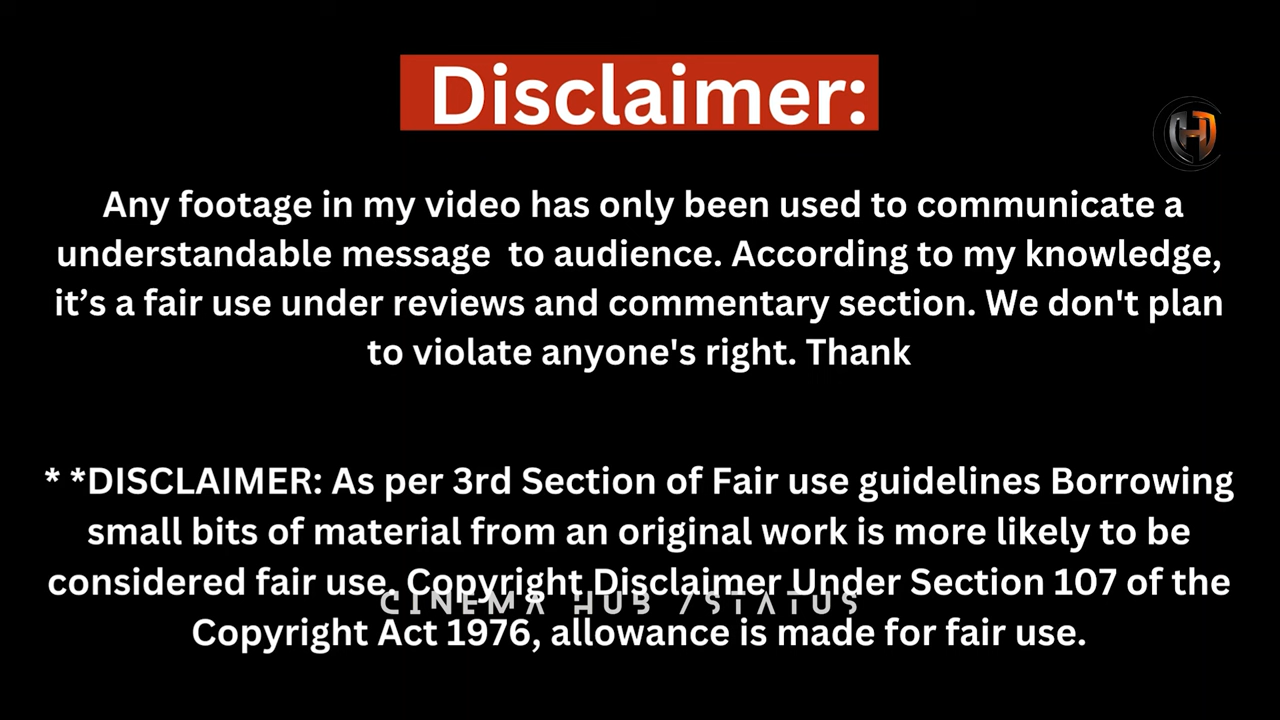 Disclaimer:
Any footage in my video has only been used to communicate a
understandable message to audience. According to my knowledge,
it’s a fair use under reviews and commentary section. We don't plan
to violate anyone's right. Thank
* *DISCLAIMER: As per 3rd Section of Fair use guidelines Borrowing
small bits of material from an original work is more likely to be
considered fair use. Copyright Disclaimer Under Section 107 of the
CINEMA HUB /STATUS
Copyright Act 1976, allowance is made for fair use.